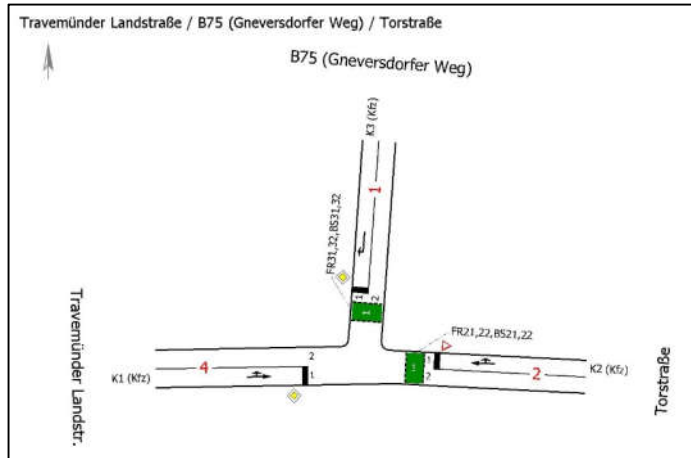 Travemünder Landstraße / B75 (Gneversdorfer Weg) / Torstraße
B75 (Gneversdorfer Weg)
K3 (Kfz)
1
FR31,32,BS31,32
1
2
1
FR21,22,BS21,22
Travemünder
Landstr.
K1 (Kfz)
4
2
1
1
1
2
2
K2 (Kfz)
Torstraße